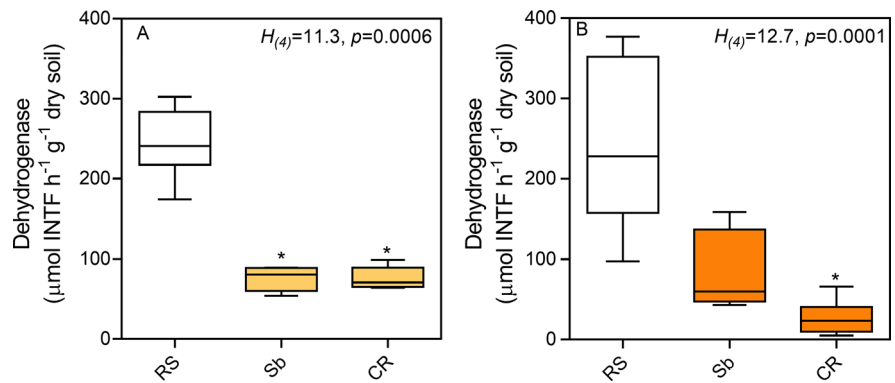 A
H(4)=11.3, p=0.0006
Dehydrogenase
(μmol INTF h⁻¹ g⁻¹ dry soil)
400
300
200
100
0
*
*
RS
Sb
CR
B
H(4)=12.7, p=0.0001
Dehydrogenase
(μmol INTF h⁻¹ g⁻¹ dry soil)
400
300
200
100
0
*
RS
Sb
CR